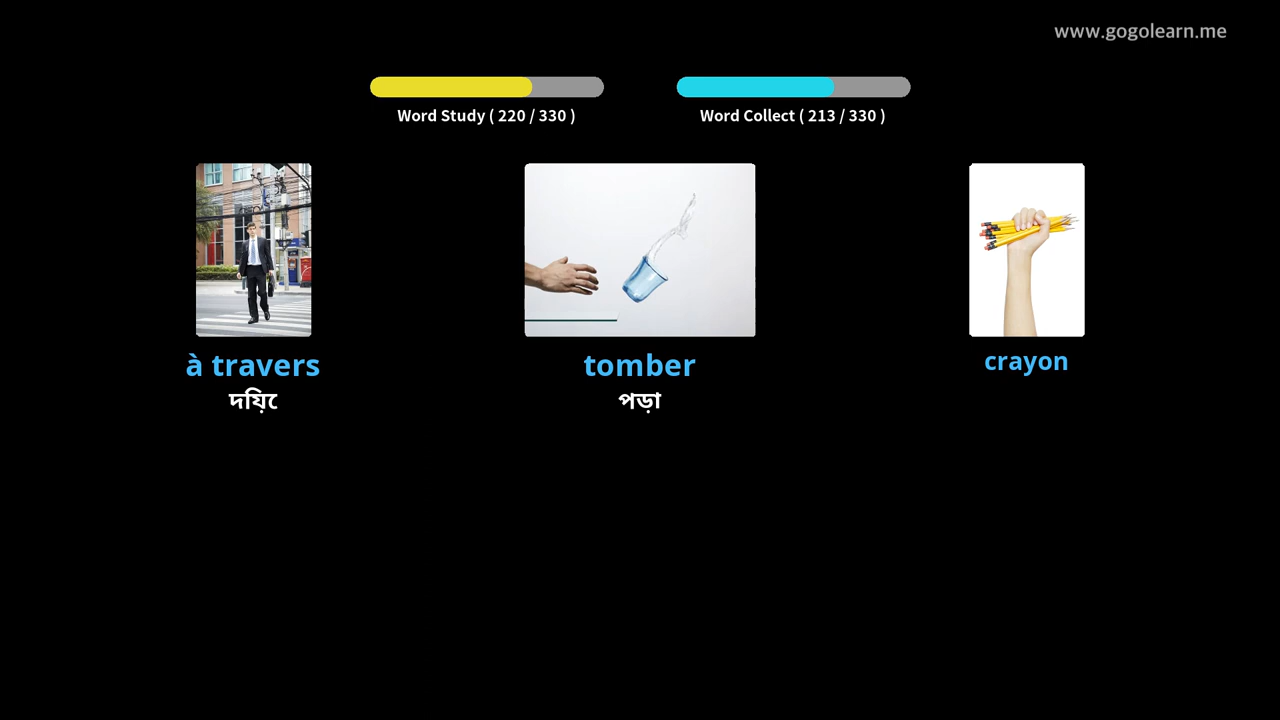 www.gogolearn.me
Word Study ( 220 / 330 )
Word Collect ( 213 / 330 )
à travers
দিয়ে
tomber
পড়া
crayon